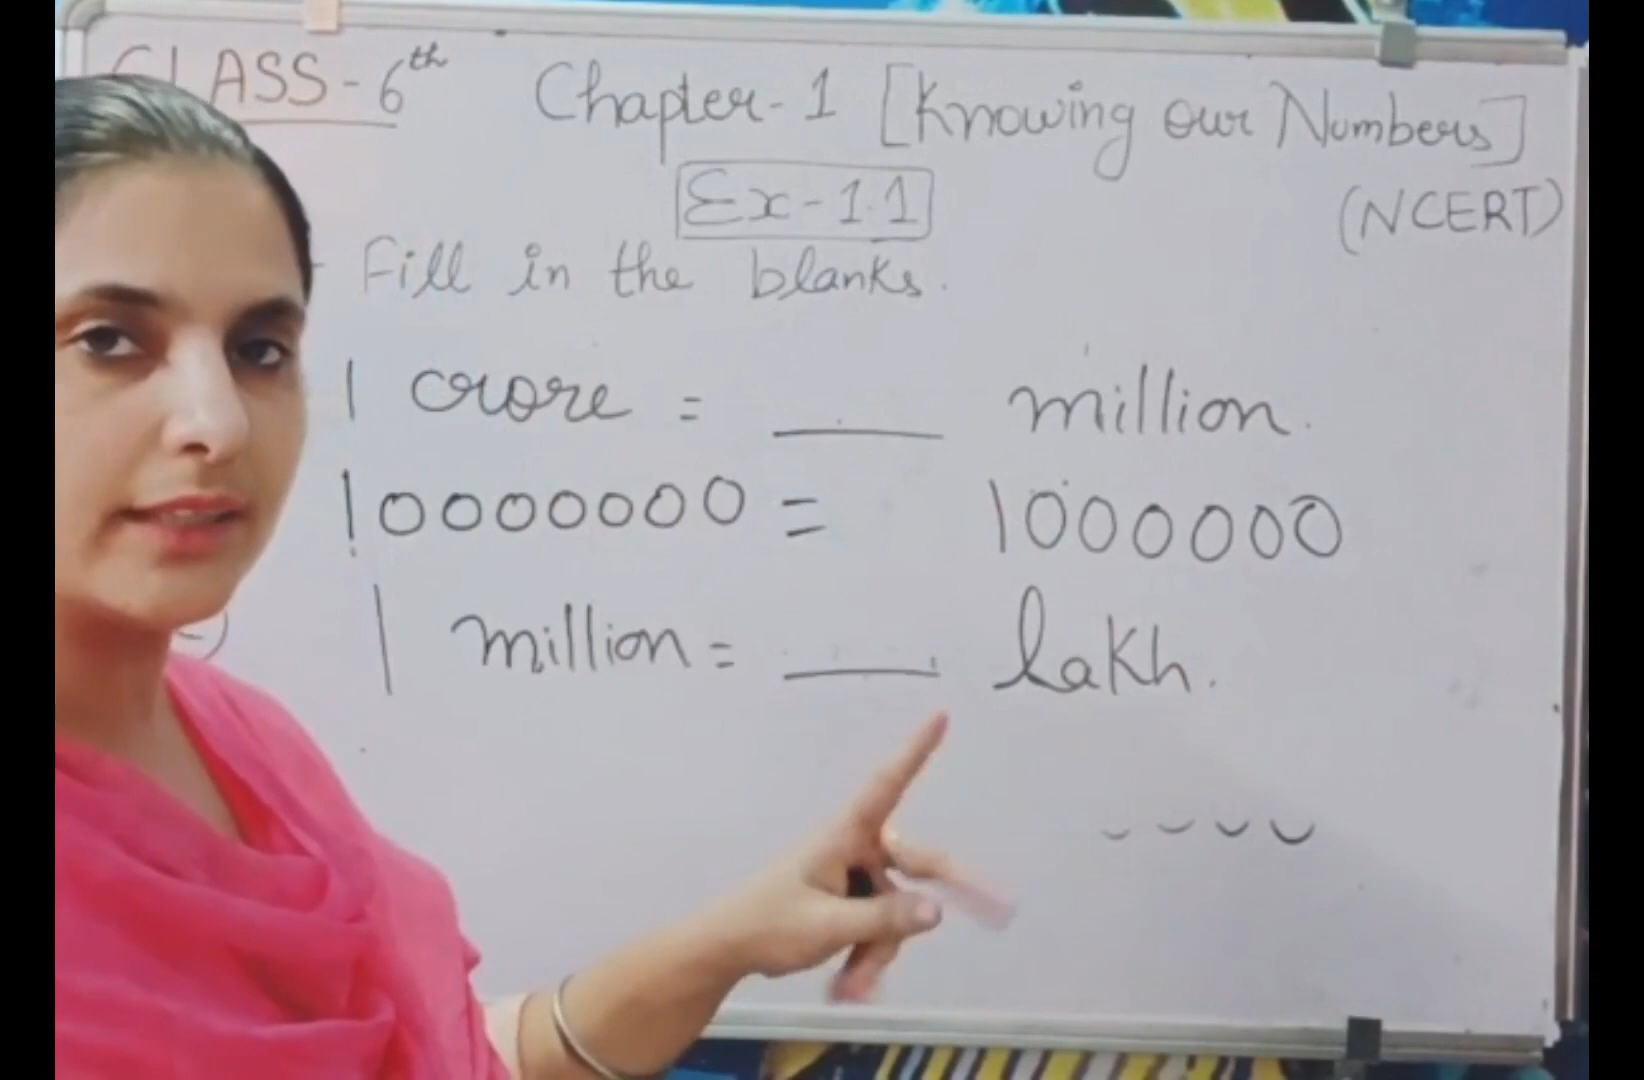 CLASS-6th Chapter-1 [Knowing our Numbers]
Ex-1.1
(NCERT)
Fill in the blanks.
1 crore = ___ million.
10000000 = 1000000
1 million = ___ lakh.